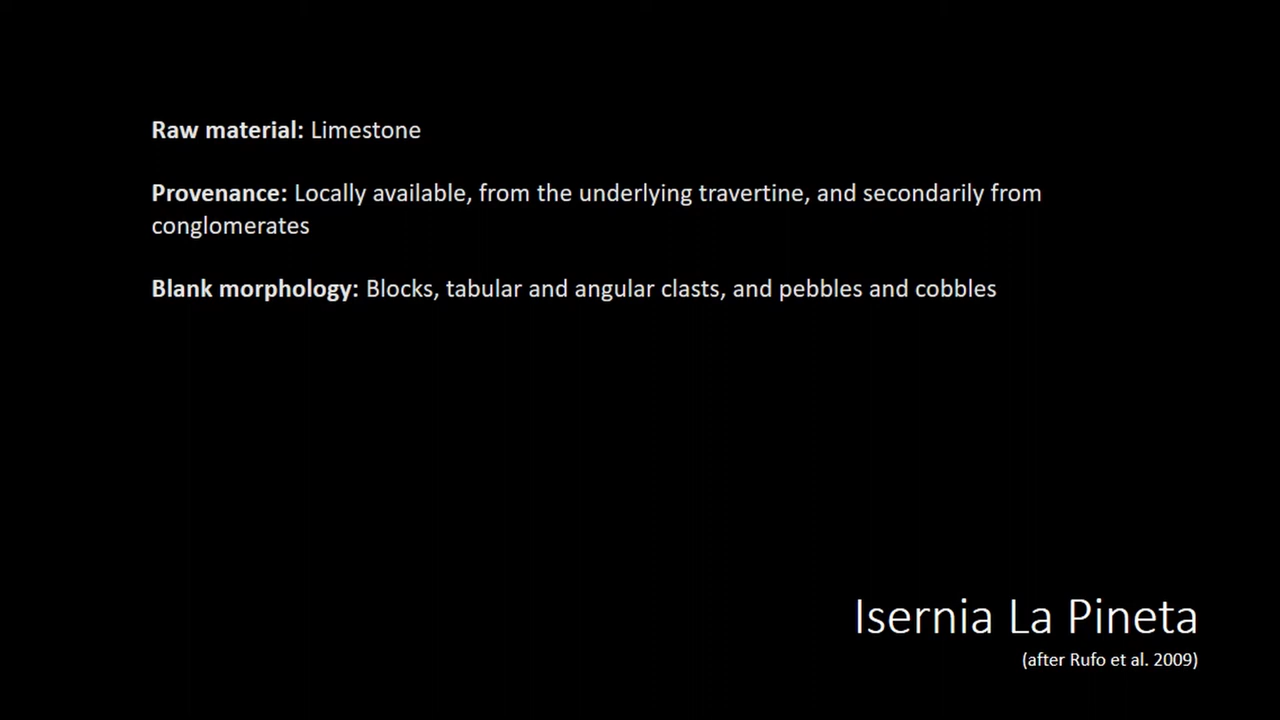 Raw material: Limestone
Provenance: Locally available, from the underlying travertine, and secondarily from
conglomerates
Blank morphology: Blocks, tabular and angular clasts, and pebbles and cobbles
Isernia La Pineta
(after Rufo et al. 2009)